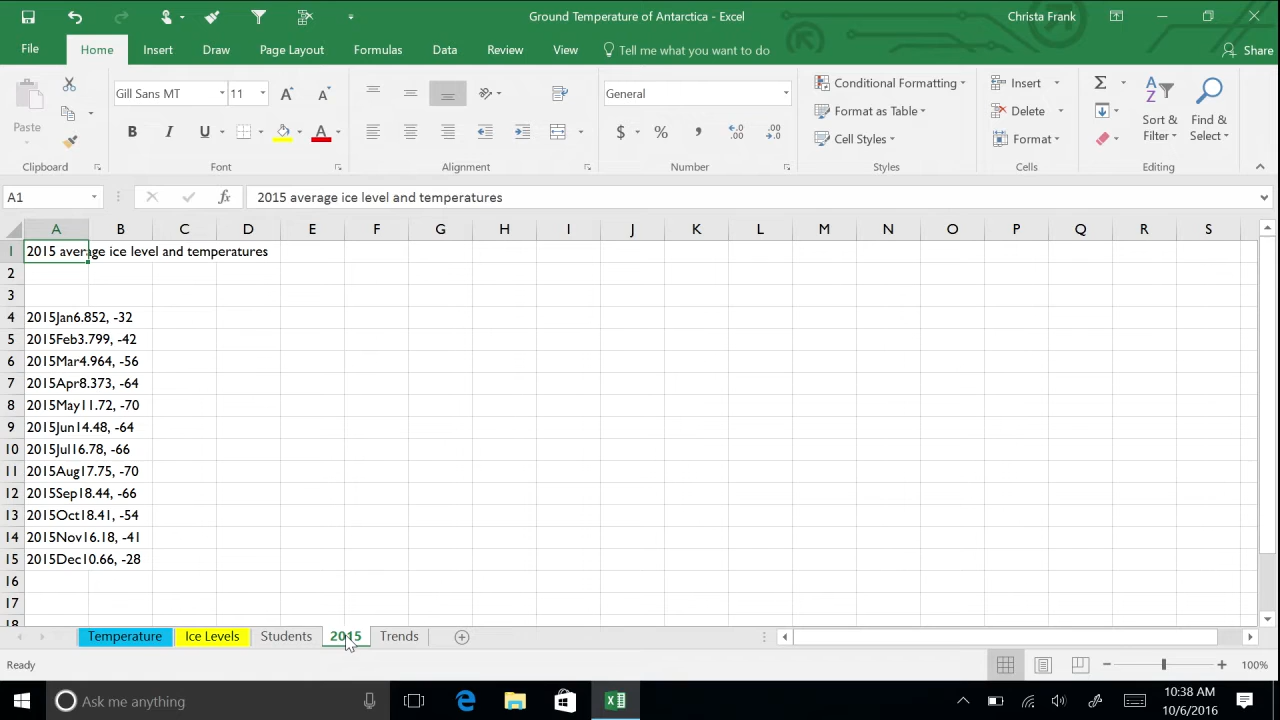 Ground Temperature of Antarctica - Excel
Christa Frank
File
Home
Insert
Draw
Page Layout
Formulas
Data
Review
View
Tell me what you want to do
Share
Paste
Clipboard
Gill Sans MT
11
B I U
Font
Alignment
General
$ % ,
Number
Conditional Formatting
Format as Table
Cell Styles
Styles
Insert
Delete
Format
Cells
Sort & Filter
Find & Select
Editing
A1
fx
2015 average ice level and temperatures
A B C D E F G H I J K L M N O P Q R S
1 2015 average ice level and temperatures
2
3
4 2015Jan6.852, -32
5 2015Feb3.799, -42
6 2015Mar4.964, -56
7 2015Apr8.373, -64
8 2015May11.72, -70
9 2015Jun14.48, -64
10 2015Jul16.78, -66
11 2015Aug17.75, -70
12 2015Sep18.44, -66
13 2015Oct18.41, -54
14 2015Nov16.18, -41
15 2015Dec10.66, -28
16
17
18
Temperature
Ice Levels
Students
2015
Trends
Ready
100%
Ask me anything
10:38 AM
10/6/2016